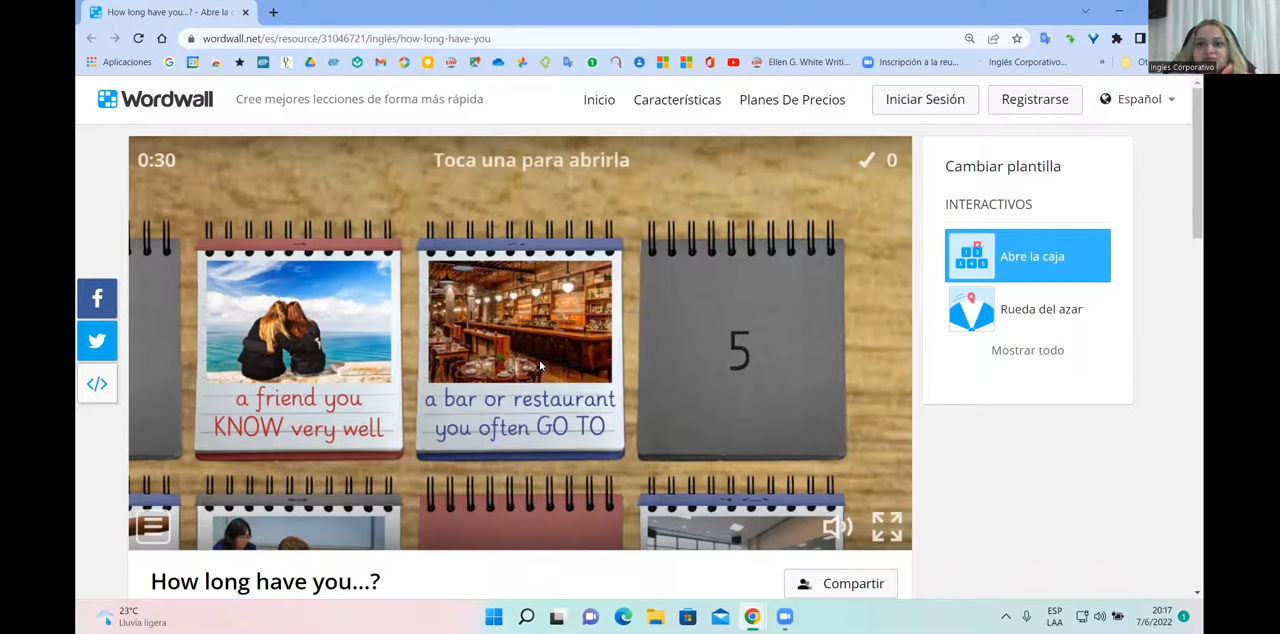 How long have you...? - Abre la c
wordwall.net/es/resource/31046721/inglés/how-long-have-you
Aplicaciones
Ellen G. White Writi...
Inscripción a la reu...
Inglés Corporativo...
Ingles Corporativo
Wordwall
Cree mejores lecciones de forma más rápida
Inicio
Características
Planes De Precios
Iniciar Sesión
Registrarse
Español
0:30
Toca una para abrirla
0
a friend you
KNOW very well
a bar or restaurant
you often GO TO
5
Cambiar plantilla
INTERACTIVOS
Abre la caja
Rueda del azar
Mostrar todo
How long have you...?
Compartir
23°C
Lluvia ligera
ESP
LAA
20:17
7/6/2022
1